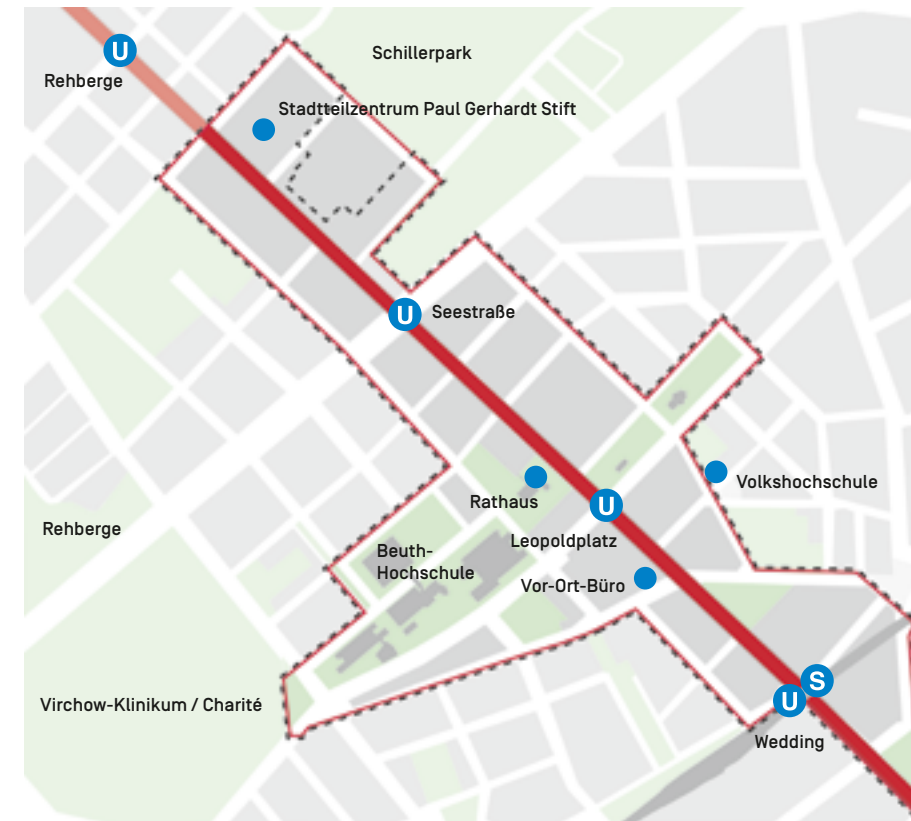 Schillerpark
U
Rehberge
Stadtteilzentrum Paul Gerhardt Stift
U
Seestraße
Volkshochschule
Rathaus
U
Rehberge
Leopoldplatz
Beuth-
Hochschule
Vor-Ort-Büro
S
U
Virchow-Klinikum / Charité
Wedding